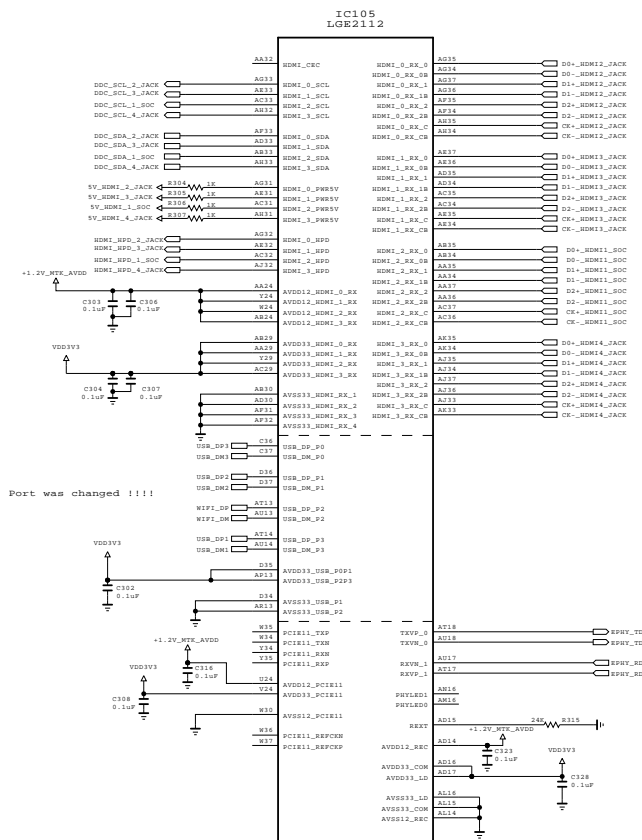 IC105
LGE2112
AA32 HDMI_CEC
DDC_SCL_2_JACK AG33 HDMI_0_SCL
DDC_SCL_3_JACK AE33 HDMI_1_SCL
DDC_SCL_1_SOC AC33 HDMI_2_SCL
DDC_SCL_4_JACK AH32 HDMI_3_SCL
DDC_SDA_2_JACK AF33 HDMI_0_SDA
DDC_SDA_3_JACK AD33 HDMI_1_SDA
DDC_SDA_1_SOC AB33 HDMI_2_SDA
DDC_SDA_4_JACK AH33 HDMI_3_SDA
5V_HDMI_2_JACK R304 1K AG31 HDMI_0_PWR5V
5V_HDMI_3_JACK R305 1K AE31 HDMI_1_PWR5V
5V_HDMI_1_SOC R306 1K AC31 HDMI_2_PWR5V
5V_HDMI_4_JACK R307 1K AH31 HDMI_3_PWR5V
HDMI_HPD_2_JACK AG32 HDMI_0_HPD
HDMI_HPD_3_JACK AE32 HDMI_1_HPD
HDMI_HPD_1_SOC AC32 HDMI_2_HPD
HDMI_HPD_4_JACK AJ32 HDMI_3_HPD
+1.2V_MTK_AVDD
AA24 AVDD12_HDMI_0_RX
Y24 AVDD12_HDMI_1_RX
W24 AVDD12_HDMI_2_RX
AB24 AVDD12_HDMI_3_RX
C303 0.1uF
C306 0.1uF
VDD3V3
AB29 AVDD33_HDMI_0_RX
AA29 AVDD33_HDMI_1_RX
Y29 AVDD33_HDMI_2_RX
AC29 AVDD33_HDMI_3_RX
C304 0.1uF
C307 0.1uF
AB30 AVSS33_HDMI_RX_1
AD30 AVSS33_HDMI_RX_2
AF31 AVSS33_HDMI_RX_3
AF32 AVSS33_HDMI_RX_4
USB_DP3 C36 USB_DP_P0
USB_DM3 C37 USB_DM_P0
USB_DP2 D36 USB_DP_P1
USB_DM2 D37 USB_DM_P1
Port was changed !!!!
WIFI_DP AT13 USB_DP_P2
WIFI_DM AU13 USB_DM_P2
USB_DP1 AT14 USB_DP_P3
USB_DM1 AU14 USB_DM_P3
VDD3V3
D35 AVDD33_USB_P0P1
AP13 AVDD33_USB_P2P3
C302 0.1uF
D34 AVSS33_USB_P1
AR13 AVSS33_USB_P2
W35 PCIE11_TXP
W34 PCIE11_TXN
Y34 PCIE11_RXN
Y35 PCIE11_RXP
+1.2V_MTK_AVDD
C316 0.1uF
VDD3V3
U24 AVDD12_PCIE11
V24 AVDD33_PCIE11
C308 0.1uF
W30 AVSS12_PCIE11
W36 PCIE11_REFCKN
W37 PCIE11_REFCKP
HDMI_0_RX_0 AG35 D0+_HDMI2_JACK
HDMI_0_RX_0B AG34 D0-_HDMI2_JACK
HDMI_0_RX_1 AG37 D1+_HDMI2_JACK
HDMI_0_RX_1B AG36 D1-_HDMI2_JACK
HDMI_0_RX_2 AF35 D2+_HDMI2_JACK
HDMI_0_RX_2B AF34 D2-_HDMI2_JACK
HDMI_0_RX_C AH35 CK+_HDMI2_JACK
HDMI_0_RX_CB AH34 CK-_HDMI2_JACK
HDMI_1_RX_0 AE37 D0+_HDMI3_JACK
HDMI_1_RX_0B AE36 D0-_HDMI3_JACK
HDMI_1_RX_1 AD35 D1+_HDMI3_JACK
HDMI_1_RX_1B AD34 D1-_HDMI3_JACK
HDMI_1_RX_2 AC35 D2+_HDMI3_JACK
HDMI_1_RX_2B AC34 D2-_HDMI3_JACK
HDMI_1_RX_C AE35 CK+_HDMI3_JACK
HDMI_1_RX_CB AE34 CK-_HDMI3_JACK
HDMI_2_RX_0 AB35 D0+_HDMI1_SOC
HDMI_2_RX_0B AB34 D0-_HDMI1_SOC
HDMI_2_RX_1 AA35 D1+_HDMI1_SOC
HDMI_2_RX_1B AA34 D1-_HDMI1_SOC
HDMI_2_RX_2 AA37 D2+_HDMI1_SOC
HDMI_2_RX_2B AA36 D2-_HDMI1_SOC
HDMI_2_RX_C AC37 CK+_HDMI1_SOC
HDMI_2_RX_CB AC36 CK-_HDMI1_SOC
HDMI_3_RX_0 AK35 D0+_HDMI4_JACK
HDMI_3_RX_0B AK34 D0-_HDMI4_JACK
HDMI_3_RX_1 AJ35 D1+_HDMI4_JACK
HDMI_3_RX_1B AJ34 D1-_HDMI4_JACK
HDMI_3_RX_2 AJ37 D2+_HDMI4_JACK
HDMI_3_RX_2B AJ36 D2-_HDMI4_JACK
HDMI_3_RX_C AJ33 CK+_HDMI4_JACK
HDMI_3_RX_CB AK33 CK-_HDMI4_JACK
TXVP_0 AT18 EPHY_TD
TXVN_0 AU18
RXVN_1 AU17 EPHY_RD
RXVP_1 AT17 EPHY_RD
PHYLED1 AN16
PHYLED0 AM16
REXT AD15 24K R315
+1.2V_MTK_AVDD
AVDD12_REC AD14
C323 0.1uF
VDD3V3
AVDD33_COM AD16
AVDD33_LD AD17
C328 0.1uF
AVSS33_LD AL16
AVSS33_COM AL15
AVSS12_REC AL14